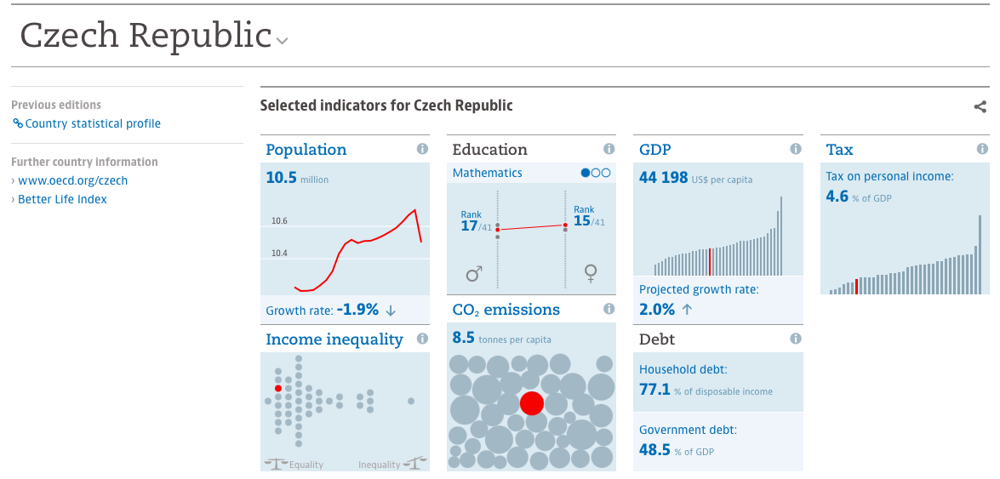 Czech Republic
Previous editions
Country statistical profile
Further country information
› www.oecd.org/czech
› Better Life Index
Selected indicators for Czech Republic
Population
10.5 million
10.6
10.4
Growth rate: -1.9% ↓
Income inequality
Equality
Inequality
Education
Mathematics
Rank
17/41
Rank
15/41
♂
♀
CO₂ emissions
8.5 tonnes per capita
GDP
44 198 US$ per capita
Projected growth rate:
2.0% ↑
Debt
Household debt:
77.1 % of disposable income
Government debt:
48.5 % of GDP
Tax
Tax on personal income:
4.6 % of GDP